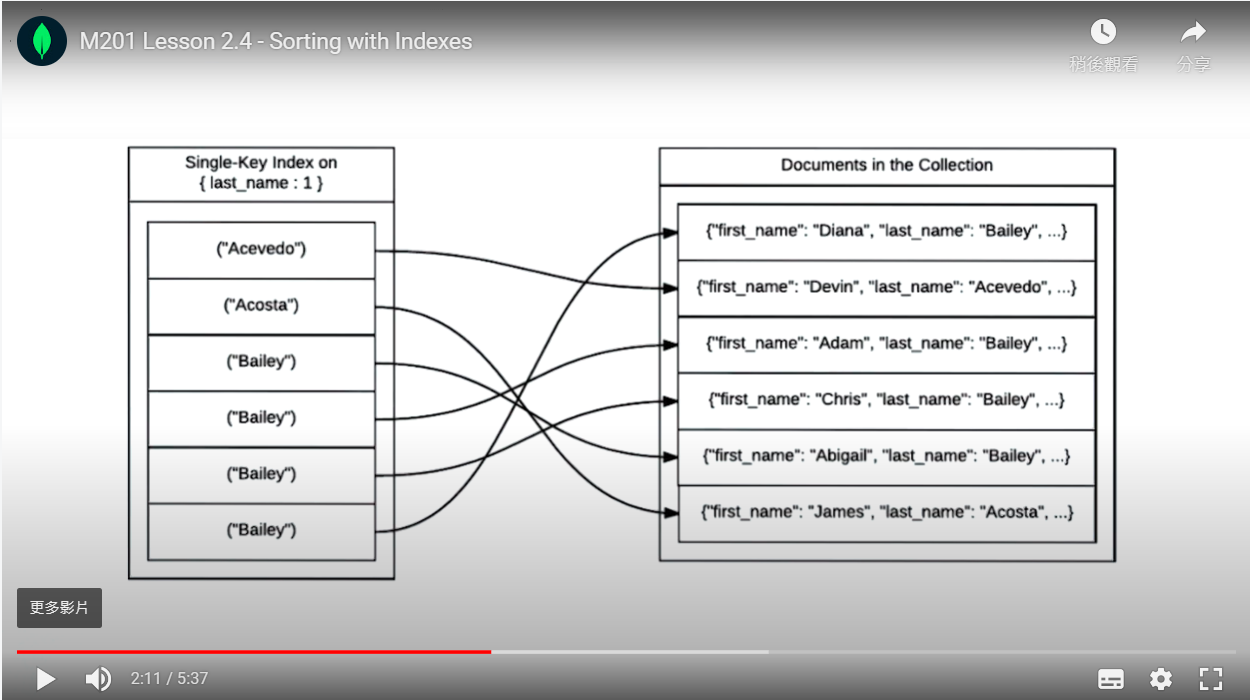 M201 Lesson 2.4 - Sorting with Indexes
稍後觀看
分享
Single-Key Index on
{ last_name : 1 }
("Acevedo")
("Acosta")
("Bailey")
("Bailey")
("Bailey")
("Bailey")
Documents in the Collection
{"first_name": "Diana", "last_name": "Bailey", ...}
{"first_name": "Devin", "last_name": "Acevedo", ...}
{"first_name": "Adam", "last_name": "Bailey", ...}
{"first_name": "Chris", "last_name": "Bailey", ...}
{"first_name": "Abigail", "last_name": "Bailey", ...}
{"first_name": "James", "last_name": "Acosta", ...}
更多影片
2:11 / 5:37